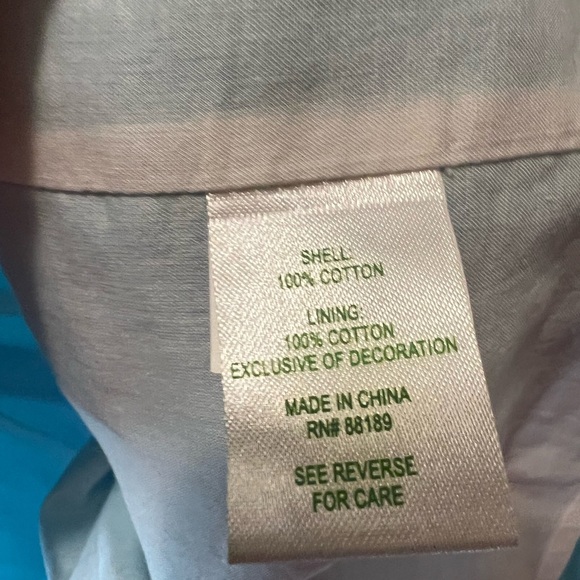 SHELL:
100% COTTON
LINING:
100% COTTON
EXCLUSIVE OF DECORATION
MADE IN CHINA
RN# 88189
SEE REVERSE
FOR CARE